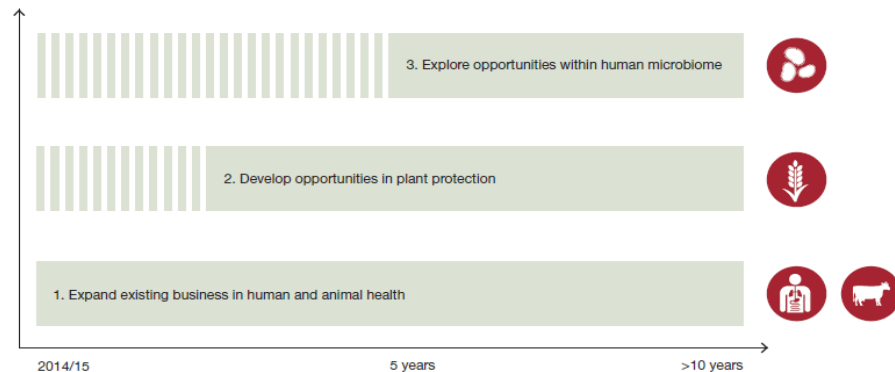 3. Explore opportunities within human microbiome
2. Develop opportunities in plant protection
1. Expand existing business in human and animal health
2014/15
5 years
>10 years